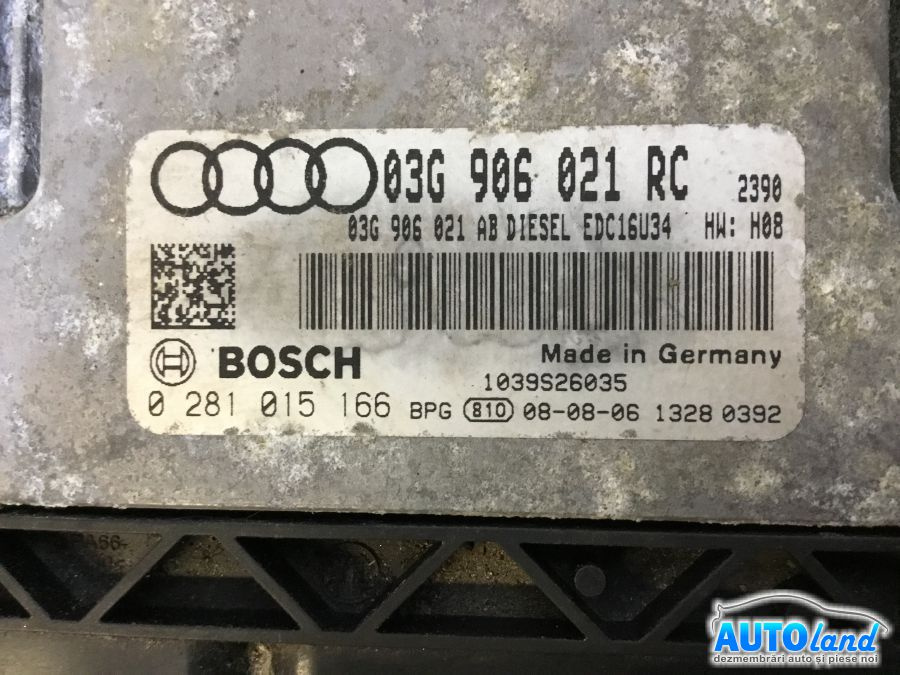 03G 906 021 RC 2390
03G 906 021 AB DIESEL EDC16U34 HW: H08
BOSCH Made in Germany
1039S26035
0 281 015 166 BPG 810 08-08-06 1328 0392
AUTOland
dezmembrări auto și piese noi